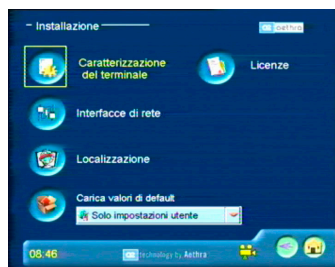 Installazione
aethra
Caratterizzazione
del terminale
Licenze
Interfacce di rete
Localizzazione
Carica valori di default
Solo impostazioni utente
08:46
technology by Aethra